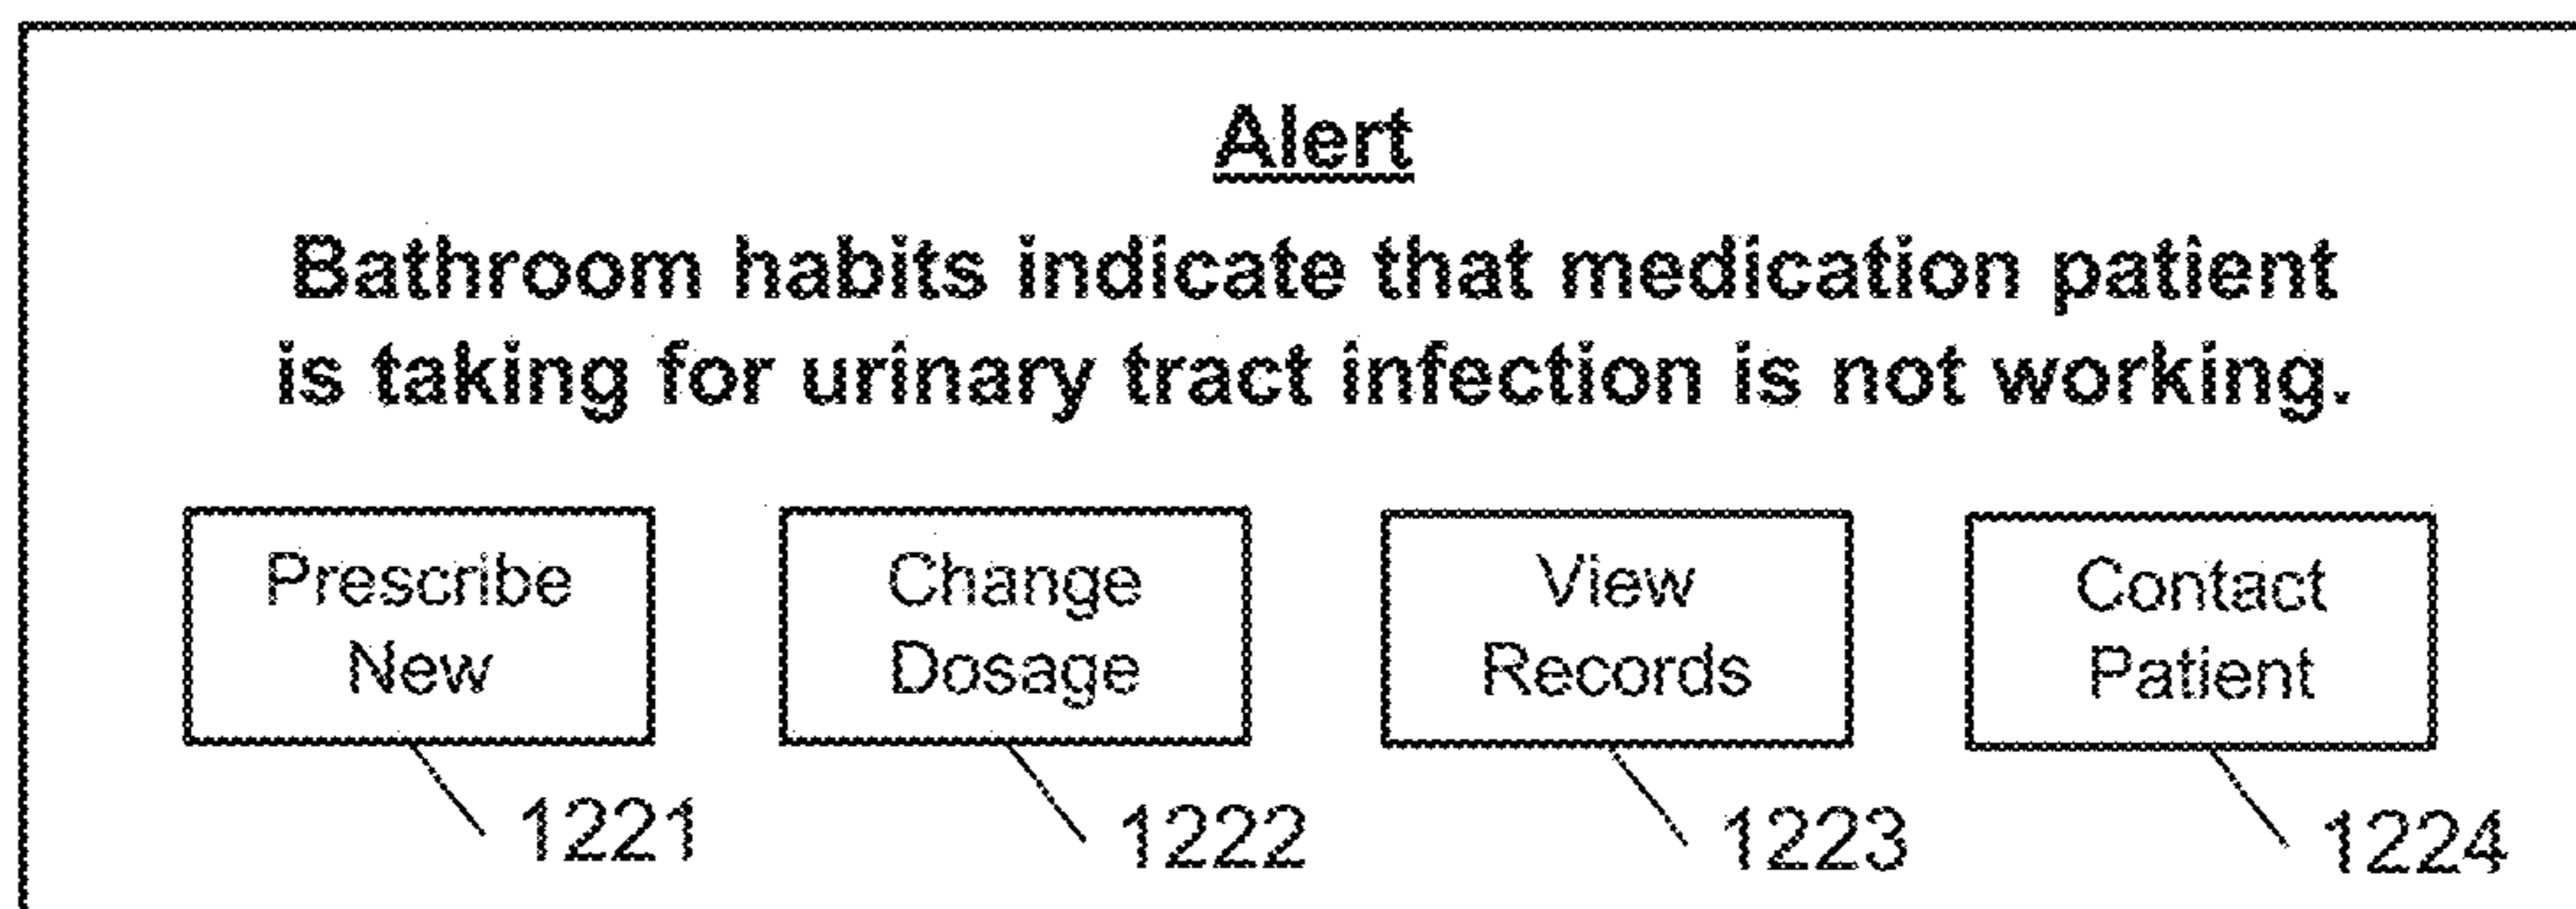 Alert
Bathroom habits indicate that medication patient
is taking for urinary tract infection is not working.
Prescribe
New
Change
Dosage
View
Records
Contact
Patient
1221
1222
1223
1224